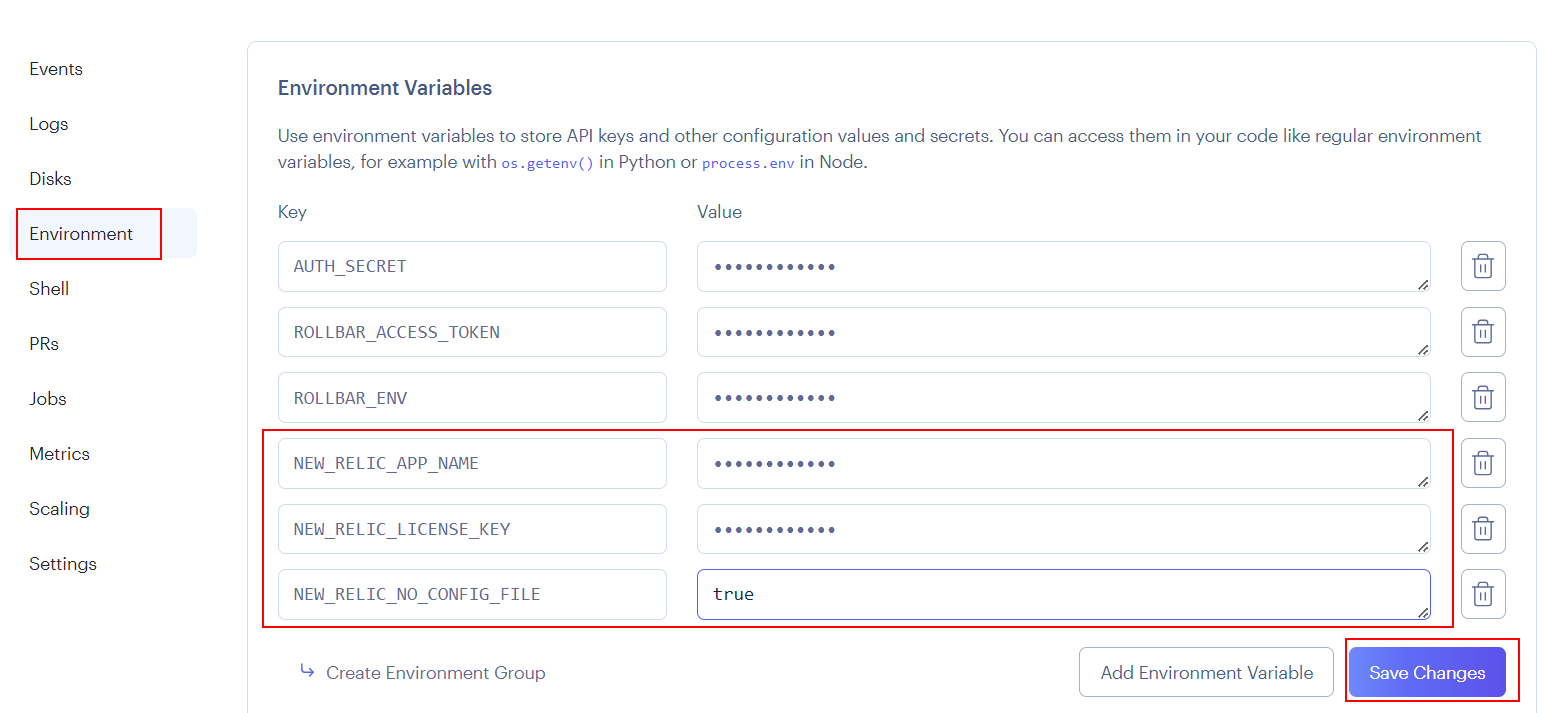 Events
Logs
Disks
Environment
Shell
PRs
Jobs
Metrics
Scaling
Settings
Environment Variables
Use environment variables to store API keys and other configuration values and secrets. You can access them in your code like regular environment
variables, for example with os.getenv() in Python or process.env in Node.
Key Value
AUTH_SECRET ••••••••••••
ROLLBAR_ACCESS_TOKEN ••••••••••••
ROLLBAR_ENV ••••••••••••
NEW_RELIC_APP_NAME ••••••••••••
NEW_RELIC_LICENSE_KEY ••••••••••••
NEW_RELIC_NO_CONFIG_FILE true
Create Environment Group Add Environment Variable Save Changes